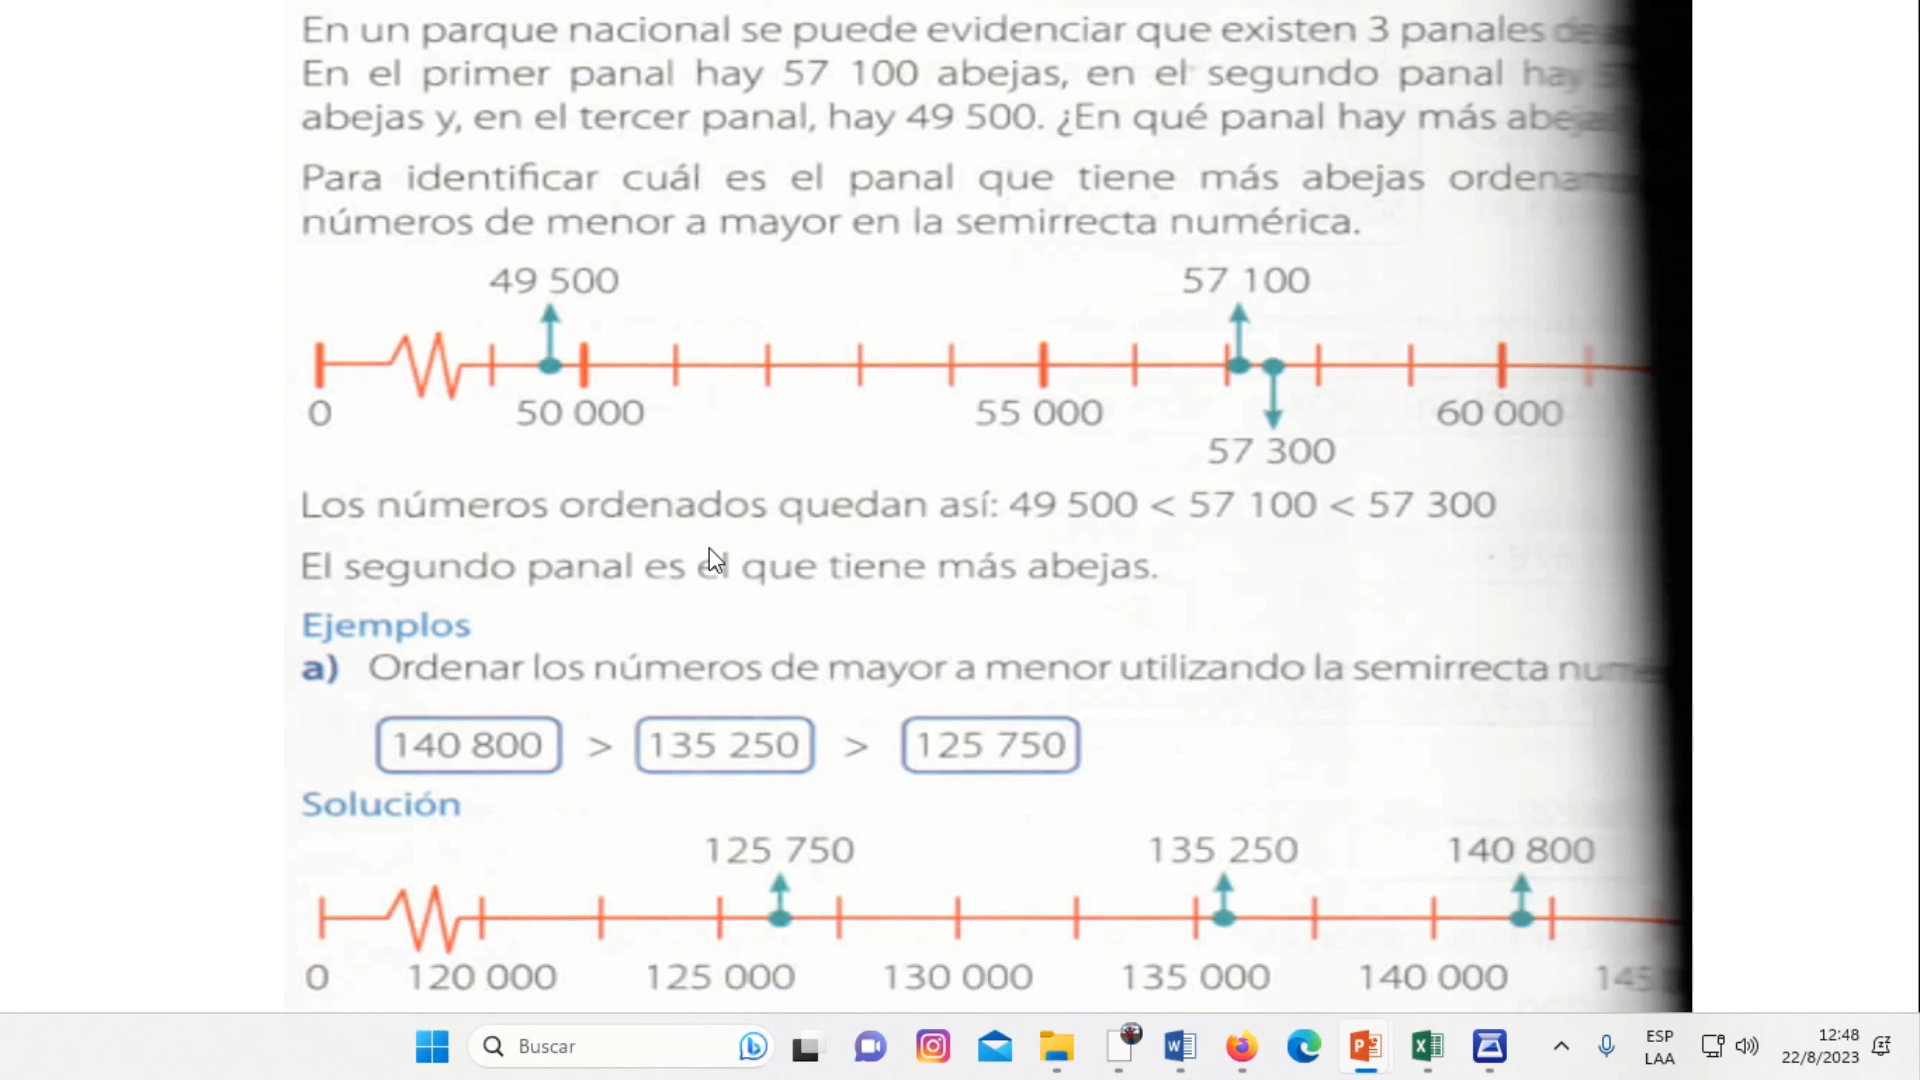 En un parque nacional se puede evidenciar que existen 3 panales de
En el primer panal hay 57 100 abejas, en el segundo panal hay
abejas y, en el tercer panal, hay 49 500. ¿En qué panal hay más
Para identificar cuál es el panal que tiene más abejas
números de menor a mayor en la semirrecta numérica.
49 500 57 100
0 50 000 55 000 60 000
57 300
Los números ordenados quedan así: 49 500 < 57 100 < 57 300
El segundo panal es el que tiene más abejas.
Ejemplos
a) Ordenar los números de mayor a menor utilizando la semirrecta
140 800 > 135 250 > 125 750
Solución
125 750 135 250 140 800
0 120 000 125 000 130 000 135 000 140 000
Buscar
ESP
LAA
12:48
22/8/2023